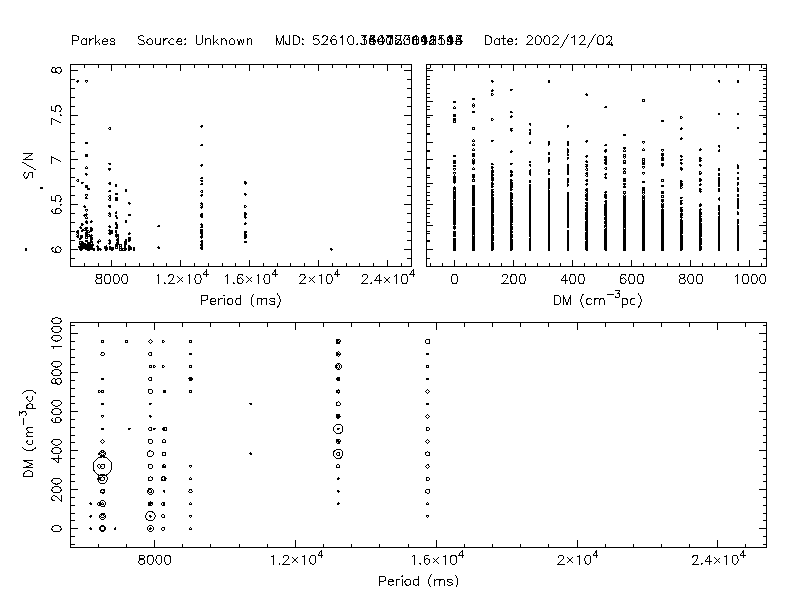 Parkes Source: Unknown MJD: 52610. Date: 2002/12/02
8
7.5
7
6.5
6
S/N
8000 1.2×10⁴ 1.6×10⁴ 2×10⁴ 2.4×10⁴
Period (ms)
0 200 400 600 800 1000
DM (cm⁻³pc)
1000
800
600
400
200
0
DM (cm⁻³pc)
8000 1.2×10⁴ 1.6×10⁴ 2×10⁴ 2.4×10⁴
Period (ms)